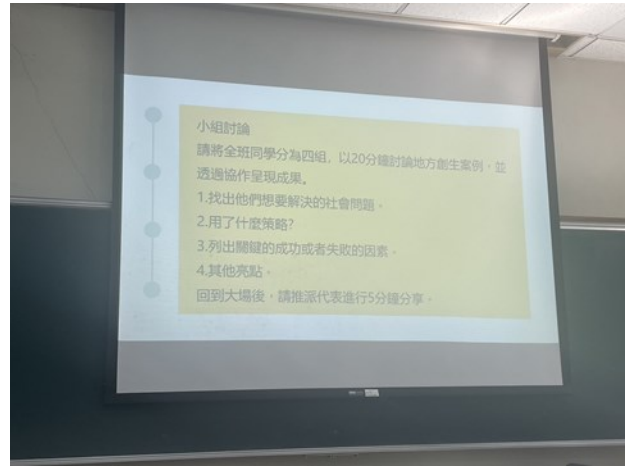 小組討論
請將全班同學分為四組，以20分鐘討論地方創生案例，並
透過協作呈現成果。
1.找出他們想要解決的社會問題。
2.用了什麼策略?
3.列出關鍵的成功或者失敗的因素。
4.其他亮點。
回到大場後，請推派代表進行5分鐘分享。